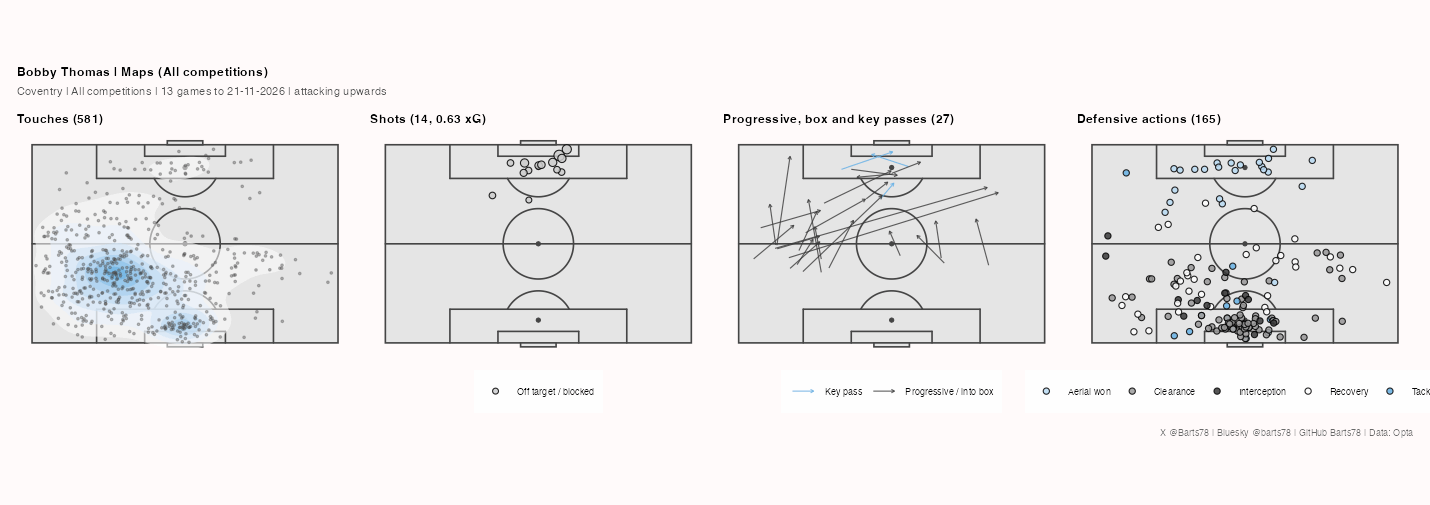 Bobby Thomas | Maps (All competitions)
Coventry | All competitions | 13 games to 21-11-2026 | attacking upwards
Touches (581)
Shots (14, 0.63 xG)
Progressive, box and key passes (27)
Defensive actions (165)
Off target / blocked
Key pass
Progressive / into box
Aerial won
Clearance
Interception
Recovery
Tack
X @Barts78 | Bluesky @barts78 | GitHub Barts78 | Data: Opta